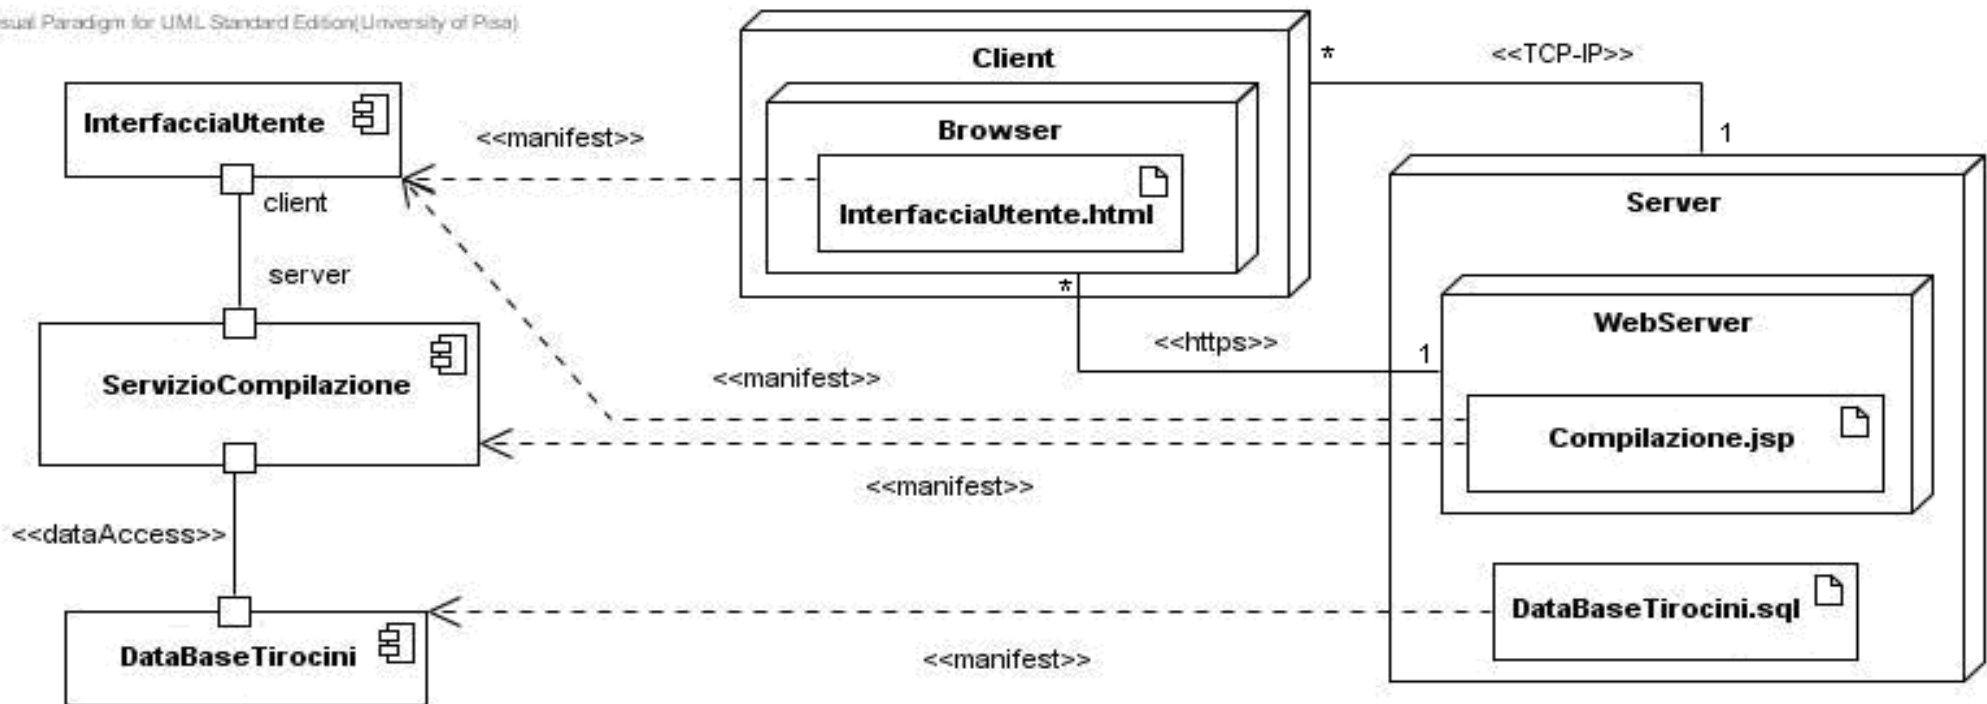 sual Paradigm for UML Standard Edition(Unversity of Pisa)
Client
*
<<TCP-IP>>
InterfacciaUtente
<<manifest>>
Browser
1
client
InterfacciaUtente.html
Server
server
*
<<https>>
1
WebServer
ServizioCompilazione
<<manifest>>
Compilazione.jsp
<<manifest>>
<<dataAccess>>
DataBaseTirocini.sql
DataBaseTirocini
<<manifest>>